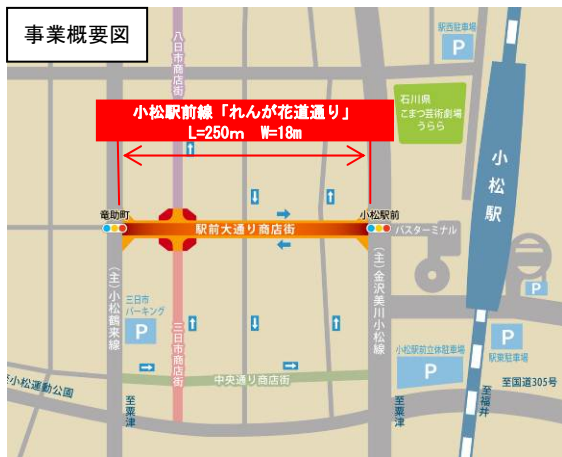 事業概要図
八日市商店街
駅西駐車場
P
小松駅前線「れんが花道通り」
L=250m W=18m
石川県
こまつ芸術劇場
うらら
小松駅
竜助町
小松駅前
駅前大通り商店街
バスターミナル
(主)小松鶴来線
(主)金沢美川小松線
三日市
パーキング
P
三日市商店街
P
小松駅前立体駐車場
P
P
駅東駐車場
中央通り商店街
至小松運動公園
至粟津
至粟津
至福井
至国道305号